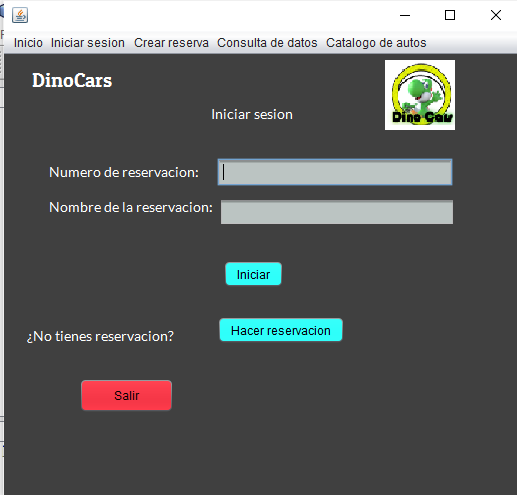 Inicio Iniciar sesion Crear reserva Consulta de datos Catalogo de autos
DinoCars
Dino Cars
Iniciar sesion
Numero de reservacion:
Nombre de la reservacion:
Iniciar
¿No tienes reservacion?
Hacer reservacion
Salir